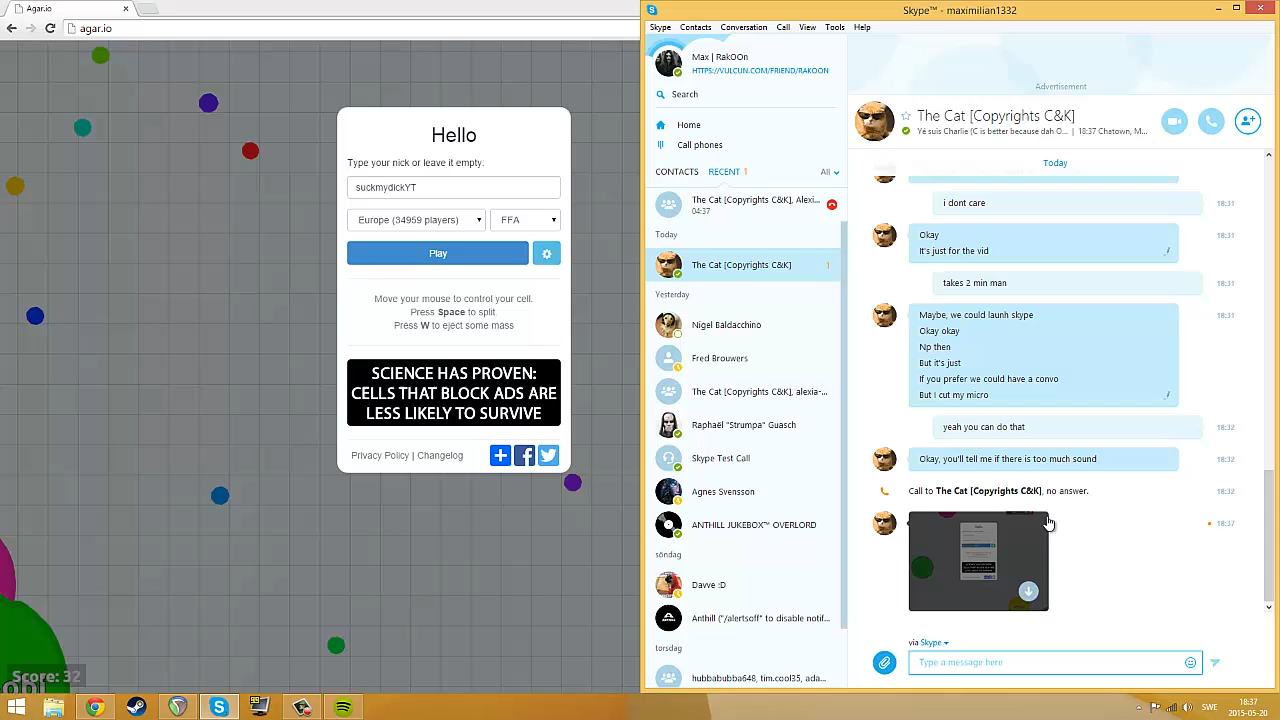 Agar.io
agar.io
Hello
Type your nick or leave it empty:
suckmydickYT
Europe (34959 players)
FFA
Play
Move your mouse to control your cell.
Press Space to split.
Press W to eject some mass
SCIENCE HAS PROVEN:
CELLS THAT BLOCK ADS ARE
LESS LIKELY TO SURVIVE
Privacy Policy | Changelog
Score: 32
Skype™ - maximilian1332
Skype Contacts Conversation Call View Tools Help
Max | RakOOn
HTTPS://VULCUN.COM/FRIEND/RAKOON
Search
Home
Call phones
CONTACTS RECENT 1 All
The Cat [Copyrights C&K], Alexi...
04:37
Today
The Cat [Copyrights C&K] 1
Yesterday
Nigel Baldacchino
Fred Brouwers
The Cat [Copyrights C&K], alexia-...
Raphaël "Strumpa" Guasch
Skype Test Call
Agnes Svensson
ANTHILL JUKEBOX™ OVERLORD
söndag
Davve :D
Anthill ("/alertsoff" to disable notif...
torsdag
hubbabubba648, tim.cool35, ada...
Advertisement
The Cat [Copyrights C&K]
Yé suis Charlie (C is better because dah O... | 18:37 Chatown, M...
Today
i dont care 18:31
Okay 18:31
It's just for the vid
takes 2 min man 18:31
Maybe, we could launh skype 18:31
Okay okay
Np then
But it's just
If you prefer we could have a convo
But I cut my micro
yeah you can do that 18:32
Okay, you'll tell me if there is too much sound 18:32
Call to The Cat [Copyrights C&K], no answer. 18:32
18:37
via Skype
Type a message here
SWE
18:37
2015-05-20